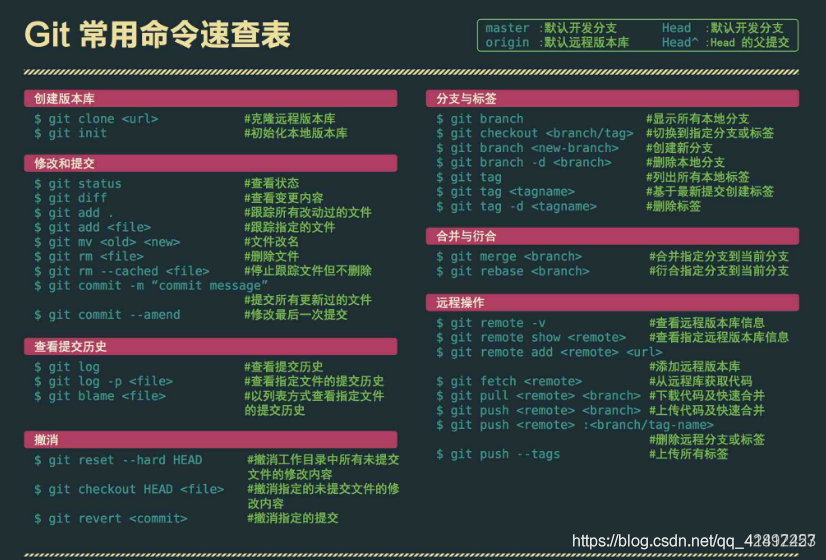 Git 常用命令速查表
master :默认开发分支 Head :默认开发分支
origin :默认远程版本库 Head^ :Head 的父提交
创建版本库
$ git clone <url> #克隆远程版本库
$ git init #初始化本地版本库
修改和提交
$ git status #查看状态
$ git diff #查看变更内容
$ git add . #跟踪所有改动过的文件
$ git add <file> #跟踪指定的文件
$ git mv <old> <new> #文件改名
$ git rm <file> #删除文件
$ git rm --cached <file> #停止跟踪文件但不删除
$ git commit -m “commit message”
#提交所有更新过的文件
$ git commit --amend #修改最后一次提交
查看提交历史
$ git log #查看提交历史
$ git log -p <file> #查看指定文件的提交历史
$ git blame <file> #以列表方式查看指定文件
的提交历史
撤消
$ git reset --hard HEAD #撤消工作目录中所有未提交
文件的修改内容
$ git checkout HEAD <file> #撤消指定的未提交文件的修
改内容
$ git revert <commit> #撤消指定的提交
分支与标签
$ git branch #显示所有本地分支
$ git checkout <branch/tag> #切换到指定分支或标签
$ git branch <new-branch> #创建新分支
$ git branch -d <branch> #删除本地分支
$ git tag #列出所有本地标签
$ git tag <tagname> #基于最新提交创建标签
$ git tag -d <tagname> #删除标签
合并与衍合
$ git merge <branch> #合并指定分支到当前分支
$ git rebase <branch> #衍合指定分支到当前分支
远程操作
$ git remote -v #查看远程版本库信息
$ git remote show <remote> #查看指定远程版本库信息
$ git remote add <remote> <url>
#添加远程版本库
$ git fetch <remote> #从远程库获取代码
$ git pull <remote> <branch> #下载代码及快速合并
$ git push <remote> <branch> #上传代码及快速合并
$ git push <remote> :<branch/tag-name>
#删除远程分支或标签
$ git push --tags #上传所有标签